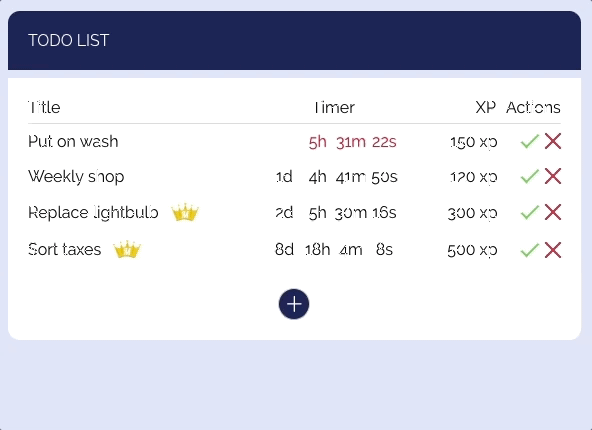 TODO LIST
Title Timer XP Actions
Put on wash 5h 31m 22s 150 xp
Weekly shop 1d 4h 41m 50s 120 xp
Replace lightbulb 2d 5h 30m 16s 300 xp
Sort taxes 8d 18h 4m 8s 500 xp